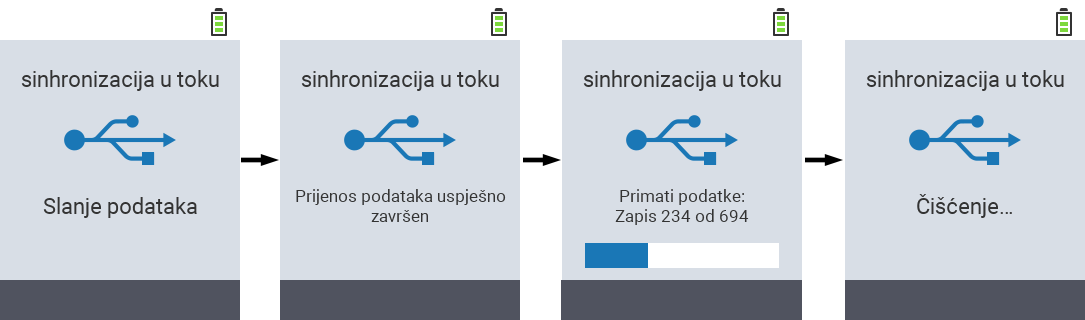 sinhronizacija u toku
Slanje podataka
sinhronizacija u toku
Prijenos podataka uspješno
završen
sinhronizacija u toku
Primati podatke:
Zapis 234 od 694
sinhronizacija u toku
Čišćenje...